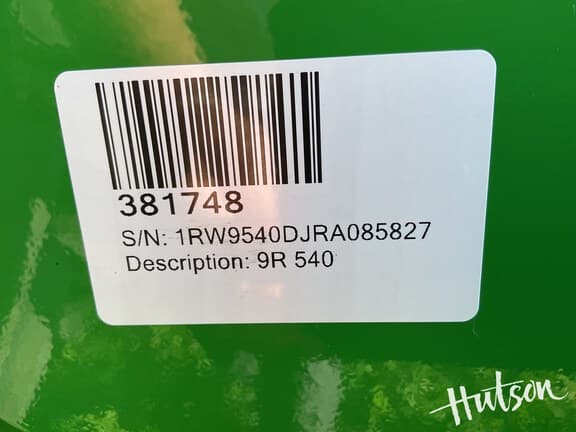 381748
S/N: 1RW9540DJRA085827
Description: 9R 540
Hutson